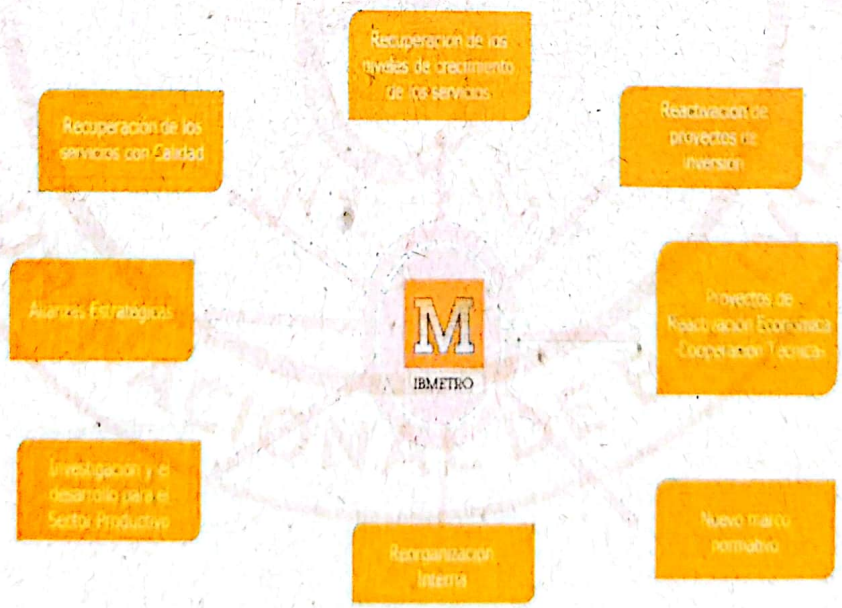 Recuperación de los
niveles de crecimiento
de los servicios
Reactivación de
proyectos de
inversión
Proyectos de
Reactivación Económica
-Cooperación Técnica-
Nuevo marco
normativo
Reorganización
Interna
Investigación y el
desarrollo para el
Sector Productivo
Alianzas Estratégicas
Recuperación de los
servicios con Calidad
M
IBMETRO